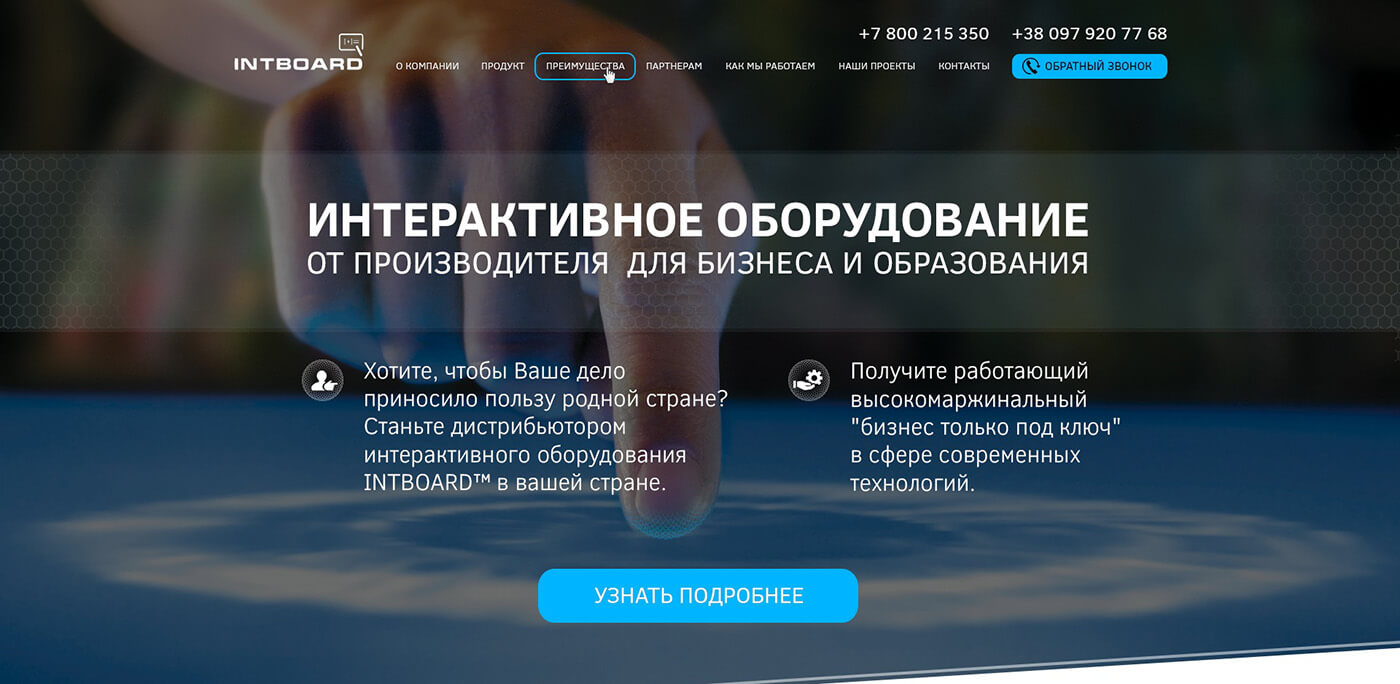 +7 800 215 350 +38 097 920 77 68
INTBOARD
О КОМПАНИИ ПРОДУКТ ПРЕИМУЩЕСТВА ПАРТНЕРАМ КАК МЫ РАБОТАЕМ НАШИ ПРОЕКТЫ КОНТАКТЫ ОБРАТНЫЙ ЗВОНОК
ИНТЕРАКТИВНОЕ ОБОРУДОВАНИЕ
ОТ ПРОИЗВОДИТЕЛЯ ДЛЯ БИЗНЕСА И ОБРАЗОВАНИЯ
Хотите, чтобы Ваше дело
приносило пользу родной стране?
Станьте дистрибьютором
интерактивного оборудования
INTBOARD™ в вашей стране.
Получите работающий
высокомаржинальный
"бизнес только под ключ"
в сфере современных
технологий.
УЗНАТЬ ПОДРОБНЕЕ